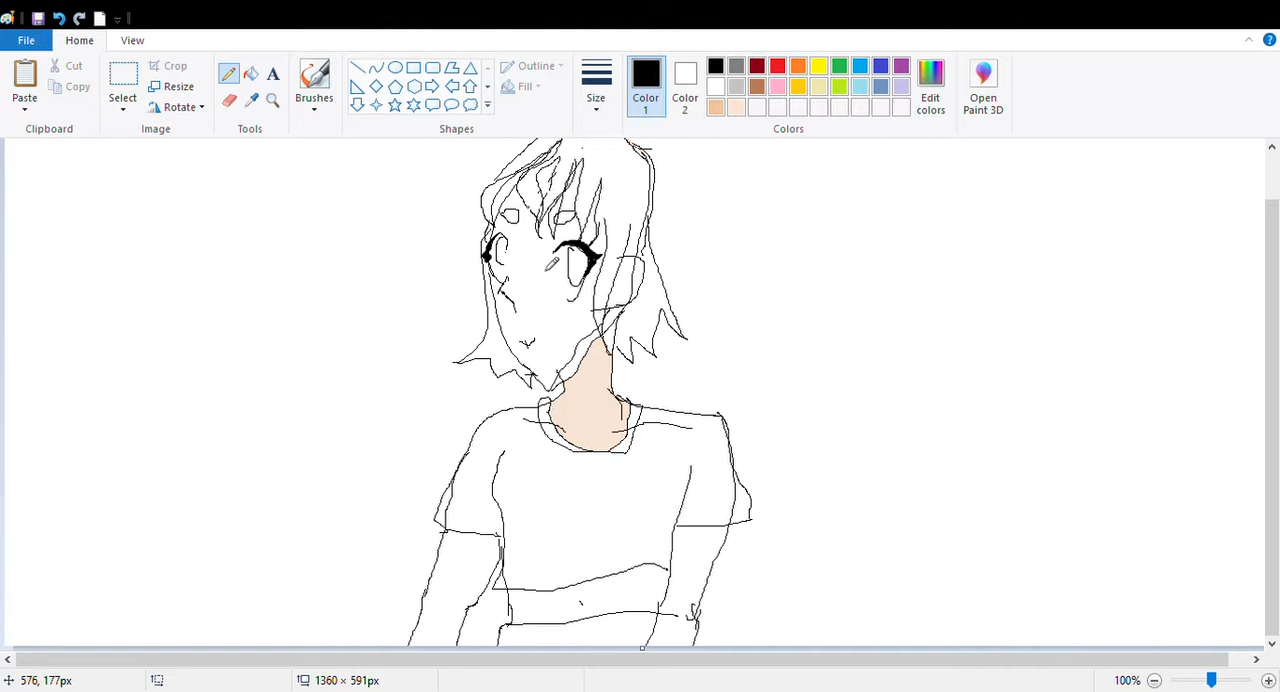 File Home View
Paste
Cut
Copy
Clipboard
Select
Crop
Resize
Rotate
Image
A
Tools
Brushes
Outline
Fill
Shapes
Size
Color
1
Color
2
Edit
colors
Colors
Open
Paint 3D
576, 177px
1360 × 591px
100%